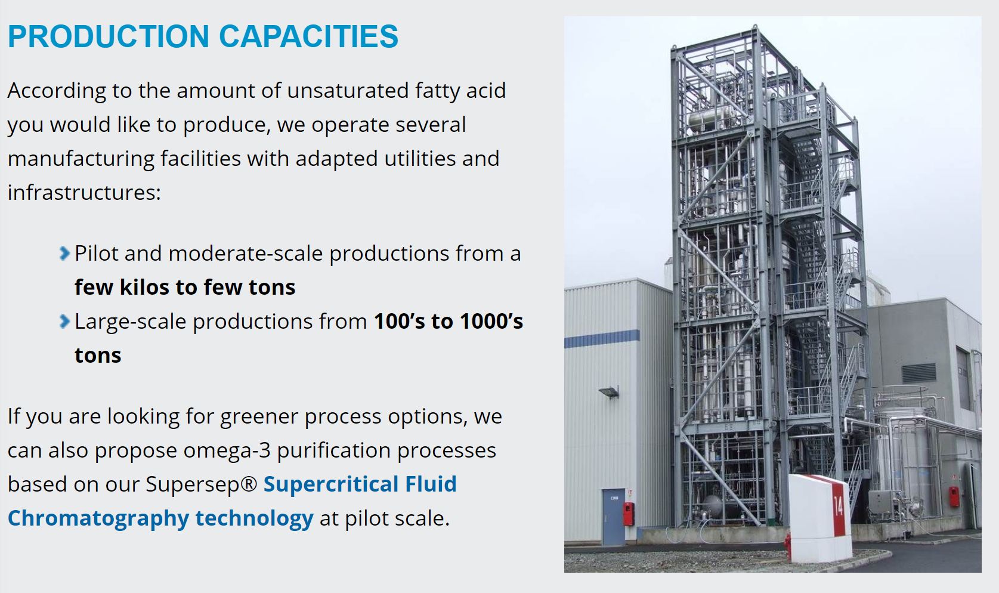 PRODUCTION CAPACITIES
According to the amount of unsaturated fatty acid
you would like to produce, we operate several
manufacturing facilities with adapted utilities and
infrastructures:
Pilot and moderate-scale productions from a
few kilos to few tons
Large-scale productions from 100’s to 1000’s
tons
If you are looking for greener process options, we
can also propose omega-3 purification processes
based on our Supersep® Supercritical Fluid
Chromatography technology at pilot scale.
14